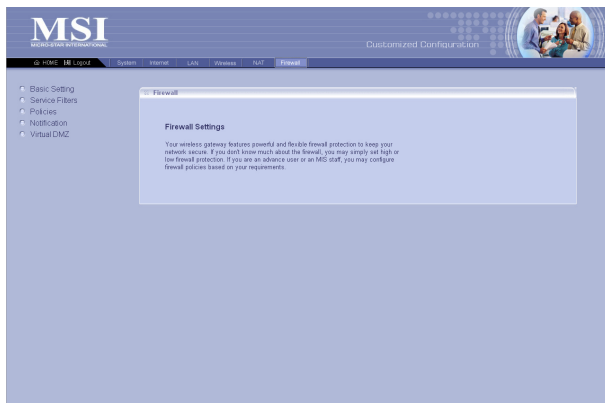 MSI
MICRO-STAR INTERNATIONAL
Customized Configuration
HOME Logout System Internet LAN Wireless NAT Firewall
Basic Setting
Service Filters
Policies
Notification
Virtual DMZ
Firewall
Firewall Settings
Your wireless gateway features powerful and flexible firewall protection to keep your
network secure. If you don't know much about the firewall, you may simply set high or
low firewall protection. If you are an advance user or an MIS staff, you may configure
firewall policies based on your requirements.